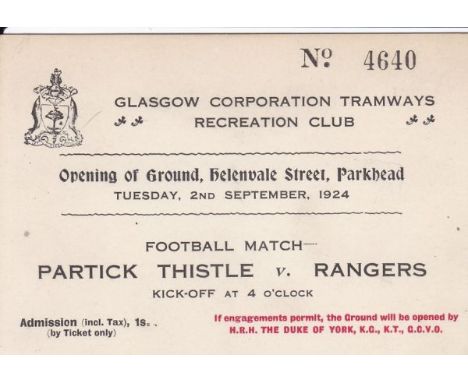 Nº 4640
GLASGOW CORPORATION TRAMWAYS
RECREATION CLUB
Opening of Ground, Helenvale Street, Parkhead
TUESDAY, 2ND SEPTEMBER, 1924
FOOTBALL MATCH—
PARTICK THISTLE v. RANGERS
KICK-OFF AT 4 O'CLOCK
Admission (incl. Tax), 1s.
(by Ticket only)
If engagements permit, the Ground will be opened by
H.R.H. THE DUKE OF YORK, K.G., K.T., G.C.V.O.